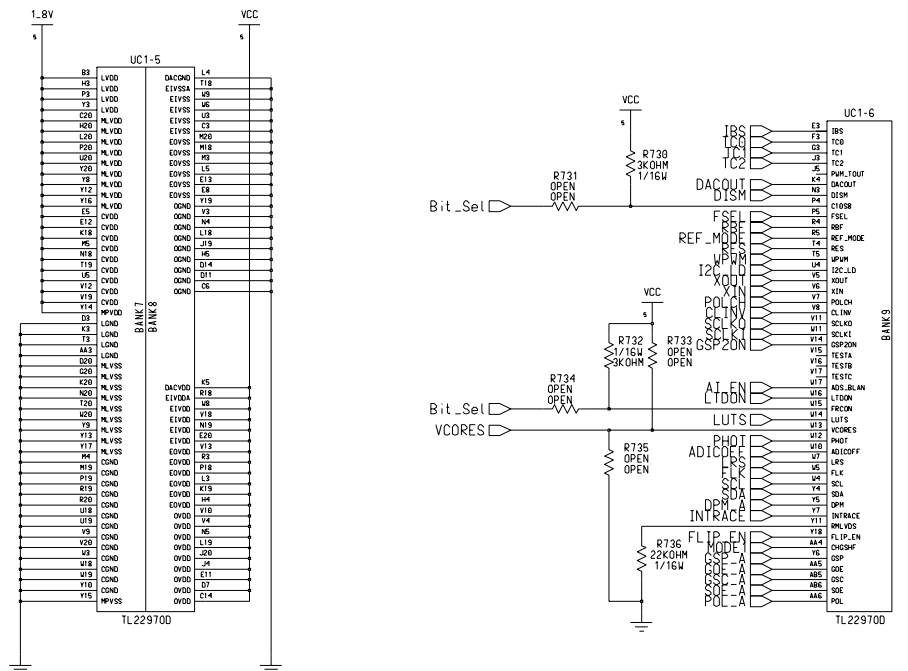 1_8V
5
VCC
5
UC1-5
B3 LVDD DACGND L4
H3 LVDD EIVSSA T18
P3 LVDD EIVSS W9
Y3 LVDD EIVSS W6
C20 MLVDD EIVSS U3
H20 MLVDD EIVSS C3
L20 MLVDD EOVSS M20
P20 MLVDD EOVSS M18
U20 MLVDD EOVSS M3
Y20 MLVDD EOVSS L5
Y8 MLVDD EOVSS E13
Y12 MLVDD EOVSS E8
Y16 MLVDD OGND Y19
E5 CVDD OGND V3
E12 CVDD OGND N4
K18 CVDD OGND L18
M5 CVDD OGND J19
N18 CVDD OGND H5
T19 CVDD OGND D14
U5 CVDD OGND D11
V12 CVDD OGND C6
V19 CVDD
Y14 MPVDD
BANK7
BANK8
D3 LGND
K3 LGND
T3 LGND
AA3 LGND
D20 MLVSS
G20 MLVSS
K20 MLVSS DACVDD K5
N20 MLVSS EIVDDA R18
T20 MLVSS EIVDD W8
W20 MLVSS EIVDD V18
Y9 MLVSS EIVDD N19
Y13 MLVSS EIVDD E20
Y17 MLVSS EOVDD V13
M4 CGND EOVDD R3
M19 CGND EOVDD P18
P19 CGND EOVDD L3
R19 CGND EOVDD K19
R20 CGND EOVDD H4
U18 CGND OVDD V10
U19 CGND OVDD V4
V9 CGND OVDD N5
V20 CGND OVDD L19
W3 CGND OVDD J20
W18 CGND OVDD J4
W19 CGND OVDD E11
Y10 CGND OVDD D7
Y15 MPVSS OVDD C14
TL22970D
VCC
5
R730
3KOHM
1/16W
R731
OPEN
OPEN
Bit_Sel
VCC
5
R732
1/16W
3KOHM
R733
OPEN
OPEN
R734
OPEN
OPEN
Bit_Sel
VCORES
R735
OPEN
OPEN
R736
22KOHM
1/16W
UC1-6
IBS E3 IBS
TC0 F3 TC0
TC1 G3 TC1
TC2 J3 TC2
J5 PWM_TOUT
DACOUT K4 DACOUT
DISM N3 DISM
P4 C10S8
FSEL P5 FSEL
RBF R4 RBF
REF_MODE R5 REF_MODE
RES T4 RES
WPWM T5 WPWM
I2C_LD U4 I2C_LD
XOUT V5 XOUT
XIN V6 XIN
POLCH V7 POLCH
CLINV V8 CLINV
SCLKO V11 SCLKO
SCLKI W11 SCLKI
GSP2ON V14 GSP2ON
V15 TESTA
V16 TESTB
V17 TESTC
AI_EN W17 ADS_BLAN
LTDON W16 LTDON
W15 FRCON
LUTS W14 LUTS
W13 VCORES
PHOT W12 PHOT
ADICOFF W10 ADICOFF
LRS W7 LRS
FLK W5 FLK
SCL W4 SCL
SDA Y4 SDA
DPM_A Y5 DPM
INTRACE Y7 INTRACE
Y11 RMLVDS
FLIP_EN Y18 FLIP_EN
MODE1 AA4 CHGSHF
GSP_A Y6 GSP
GOE_A AA5 GOE
GSC_A AB5 GSC
SOE_A AB6 SOE
POL_A AA6 POL
BANK9
TL22970D